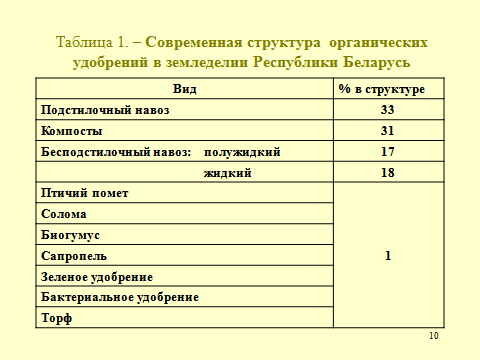 Таблица 1. – Современная структура органических
удобрений в земледелии Республики Беларусь
Вид % в структуре
Подстилочный навоз 33
Компосты 31
Бесподстилочный навоз: полужидкий 17
жидкий 18
Птичий помет
Солома
Биогумус
Сапропель
1
Зеленое удобрение
Бактериальное удобрение
Торф
10